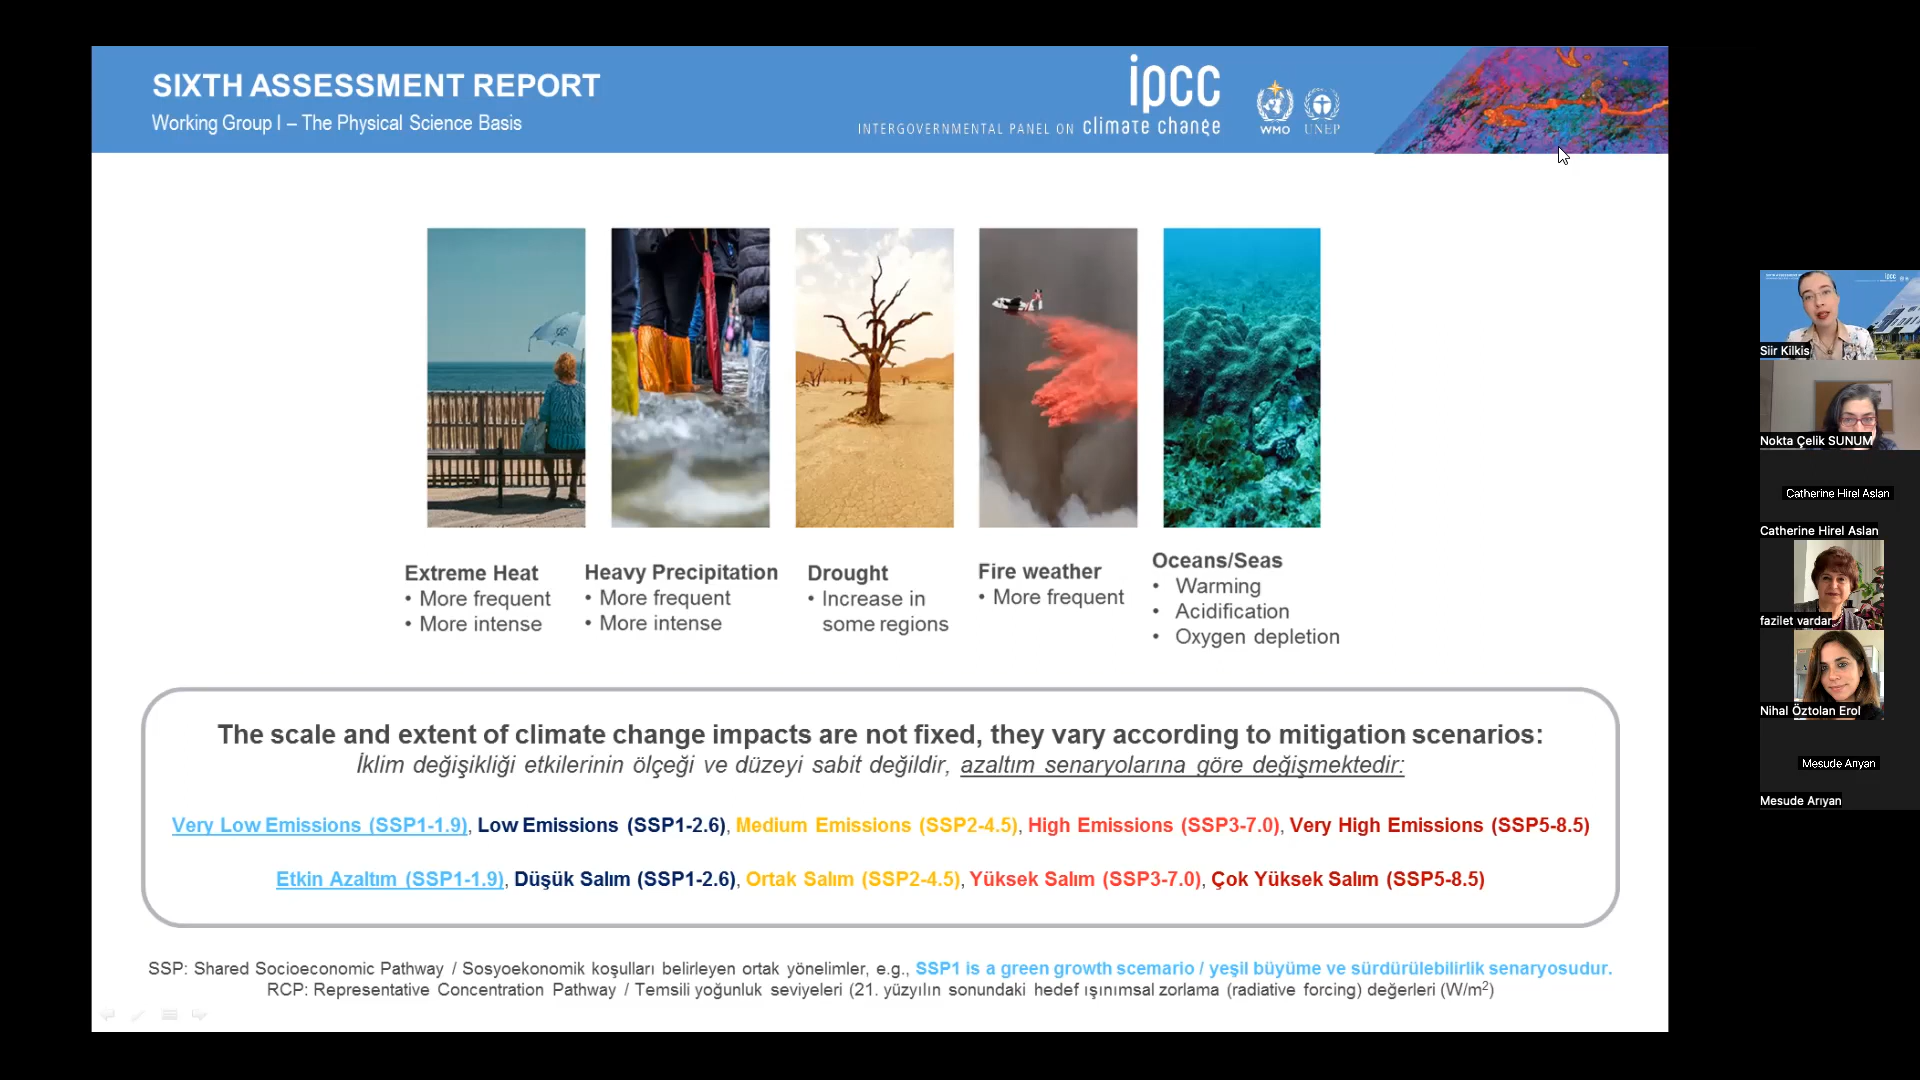 SIXTH ASSESSMENT REPORT
Working Group I – The Physical Science Basis
ipcc
INTERGOVERNMENTAL PANEL ON climate change
WMO
UNEP
Extreme Heat
• More frequent
• More intense
Heavy Precipitation
• More frequent
• More intense
Drought
• Increase in
some regions
Fire weather
• More frequent
Oceans/Seas
• Warming
• Acidification
• Oxygen depletion
The scale and extent of climate change impacts are not fixed, they vary according to mitigation scenarios:
İklim değişikliği etkilerinin ölçeği ve düzeyi sabit değildir, azaltım senaryolarına göre değişmektedir:
Very Low Emissions (SSP1-1.9), Low Emissions (SSP1-2.6), Medium Emissions (SSP2-4.5), High Emissions (SSP3-7.0), Very High Emissions (SSP5-8.5)
Etkin Azaltım (SSP1-1.9), Düşük Salım (SSP1-2.6), Ortak Salım (SSP2-4.5), Yüksek Salım (SSP3-7.0), Çok Yüksek Salım (SSP5-8.5)
SSP: Shared Socioeconomic Pathway / Sosyoekonomik koşulları belirleyen ortak yönelimler, e.g., SSP1 is a green growth scemario / yeşil büyüme ve sürdürülebilirlik senaryosudur.
RCP: Representative Concentration Pathway / Temsili yoğunluk seviyeleri (21. yüzyılın sonundaki hedef ışınımsal zorlama (radiative forcing) değerleri (W/m²)
ipcc
Siir Kilkis
Nokta Çelik SUNUM
Catherine Hirel Aslan
Catherine Hirel Aslan
fazilet vardar
Nihal Öztolan Erol
Mesude Arıyan
Mesude Arıyan